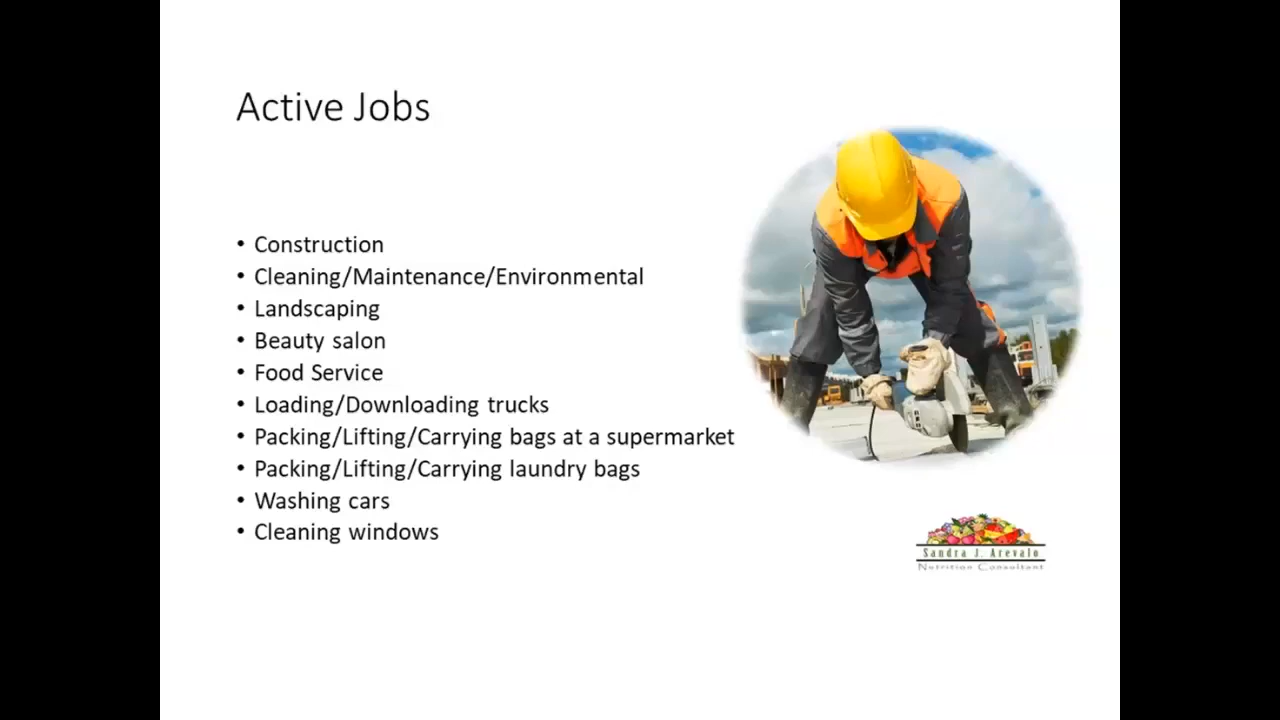 Active Jobs
• Construction
• Cleaning/Maintenance/Environmental
• Landscaping
• Beauty salon
• Food Service
• Loading/Downloading trucks
• Packing/Lifting/Carrying bags at a supermarket
• Packing/Lifting/Carrying laundry bags
• Washing cars
• Cleaning windows
Sandra J. Arevalo
Nutrition Consultant